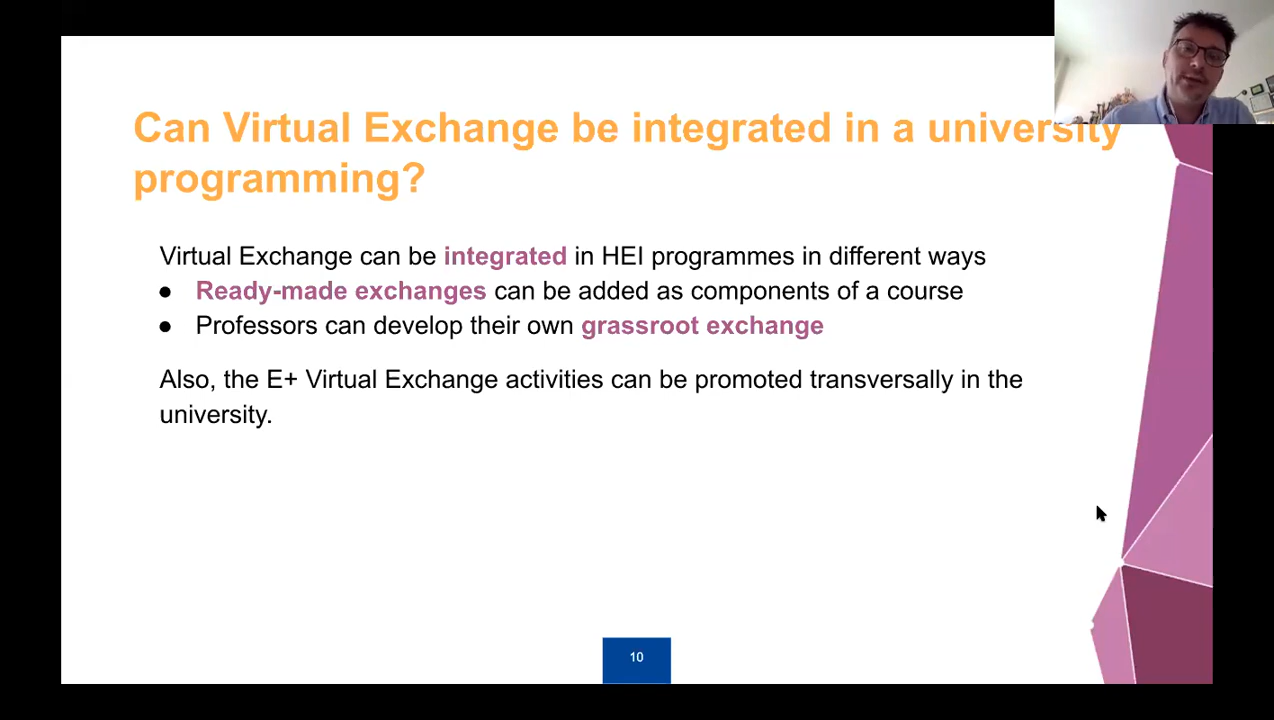 Can Virtual Exchange be integrated in a university
programming?
Virtual Exchange can be integrated in HEI programmes in different ways
● Ready-made exchanges can be added as components of a course
● Professors can develop their own grassroot exchange
Also, the E+ Virtual Exchange activities can be promoted transversally in the
university.
10